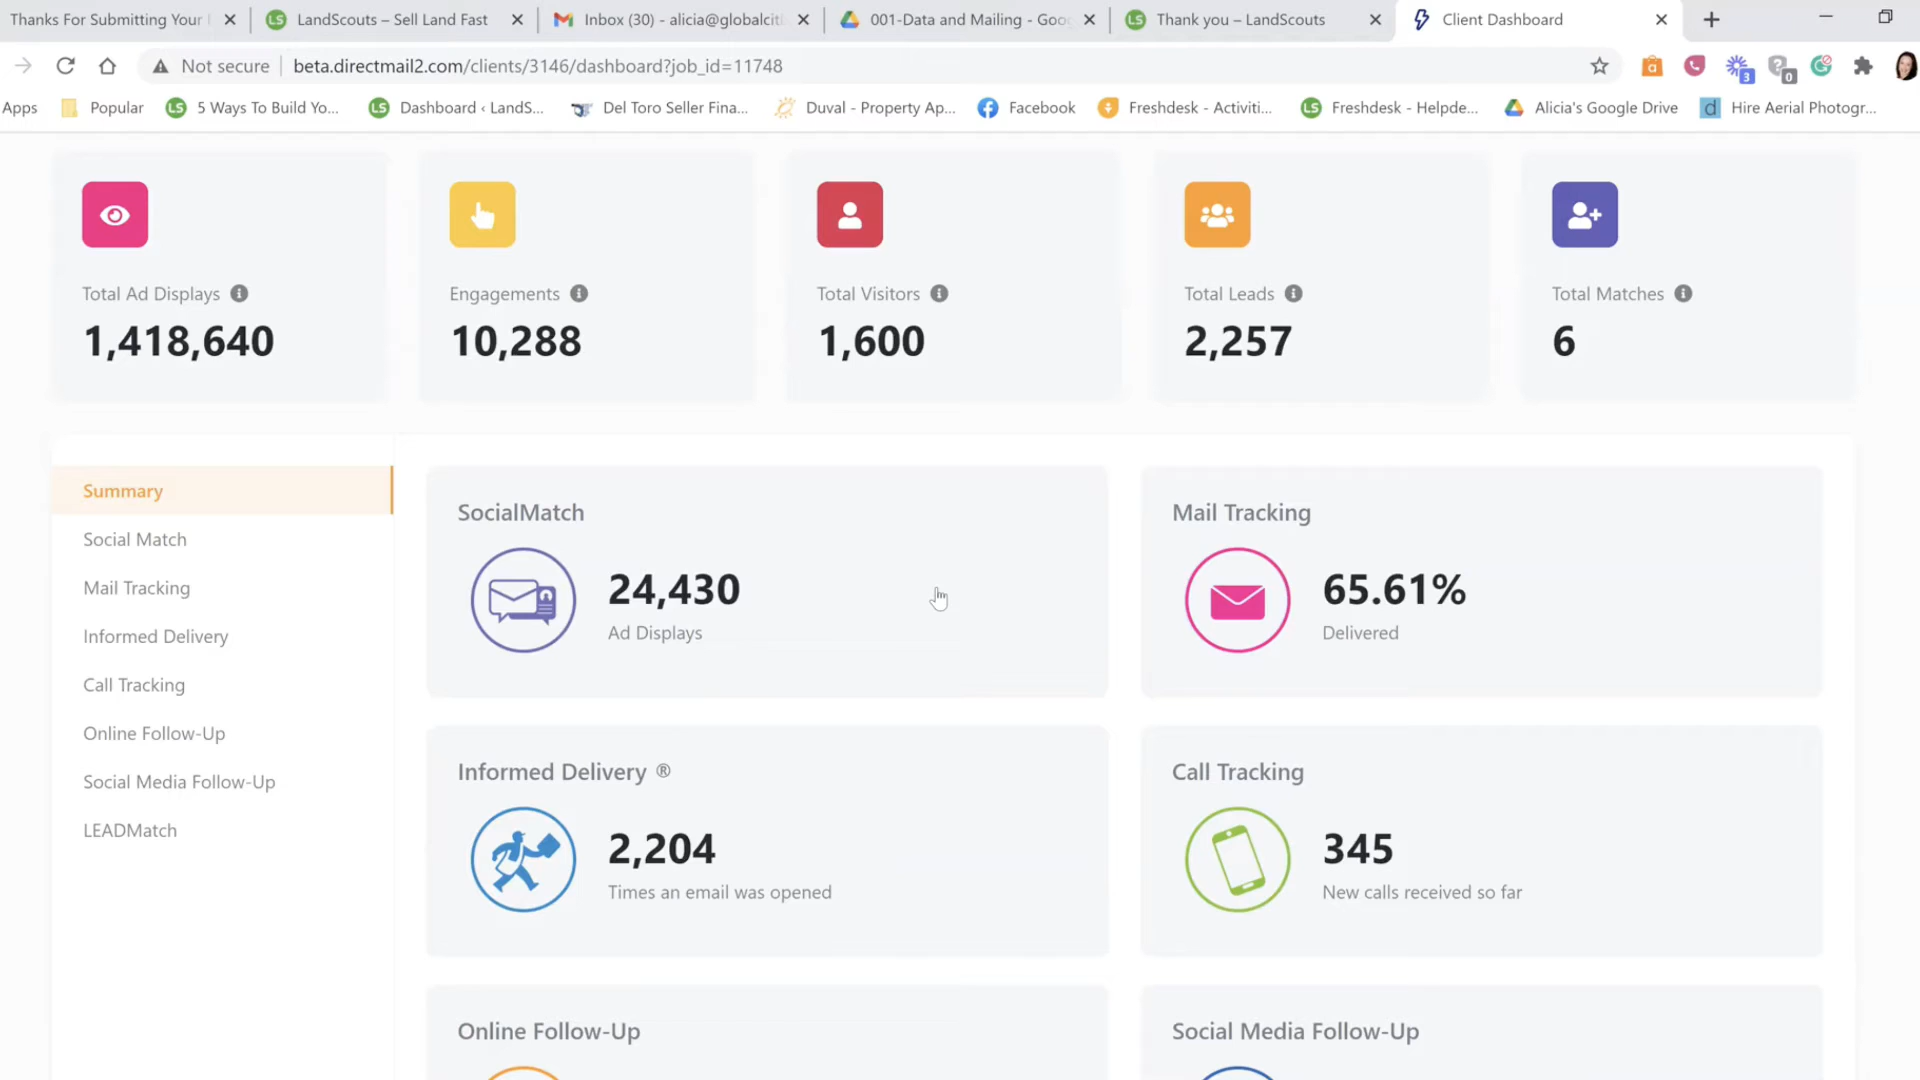 Thanks For Submitting Your
LandScouts – Sell Land Fast
Inbox (30) - alicia@globalciti
001-Data and Mailing - Goo
Thank you – LandScouts
Client Dashboard
Not secure
beta.directmail2.com/clients/3146/dashboard?job_id=11748
3
0
Apps
Popular
5 Ways To Build Yo...
Dashboard ‹ LandS...
Del Toro Seller Fina...
Duval - Property Ap...
Facebook
Freshdesk - Activiti...
Freshdesk - Helpde...
Alicia's Google Drive
Hire Aerial Photogr...
Total Ad Displays
1,418,640
Engagements
10,288
Total Visitors
1,600
Total Leads
2,257
Total Matches
6
Summary
Social Match
Mail Tracking
Informed Delivery
Call Tracking
Online Follow-Up
Social Media Follow-Up
LEADMatch
SocialMatch
24,430
Ad Displays
Mail Tracking
65.61%
Delivered
Informed Delivery ®
2,204
Times an email was opened
Call Tracking
345
New calls received so far
Online Follow-Up
Social Media Follow-Up